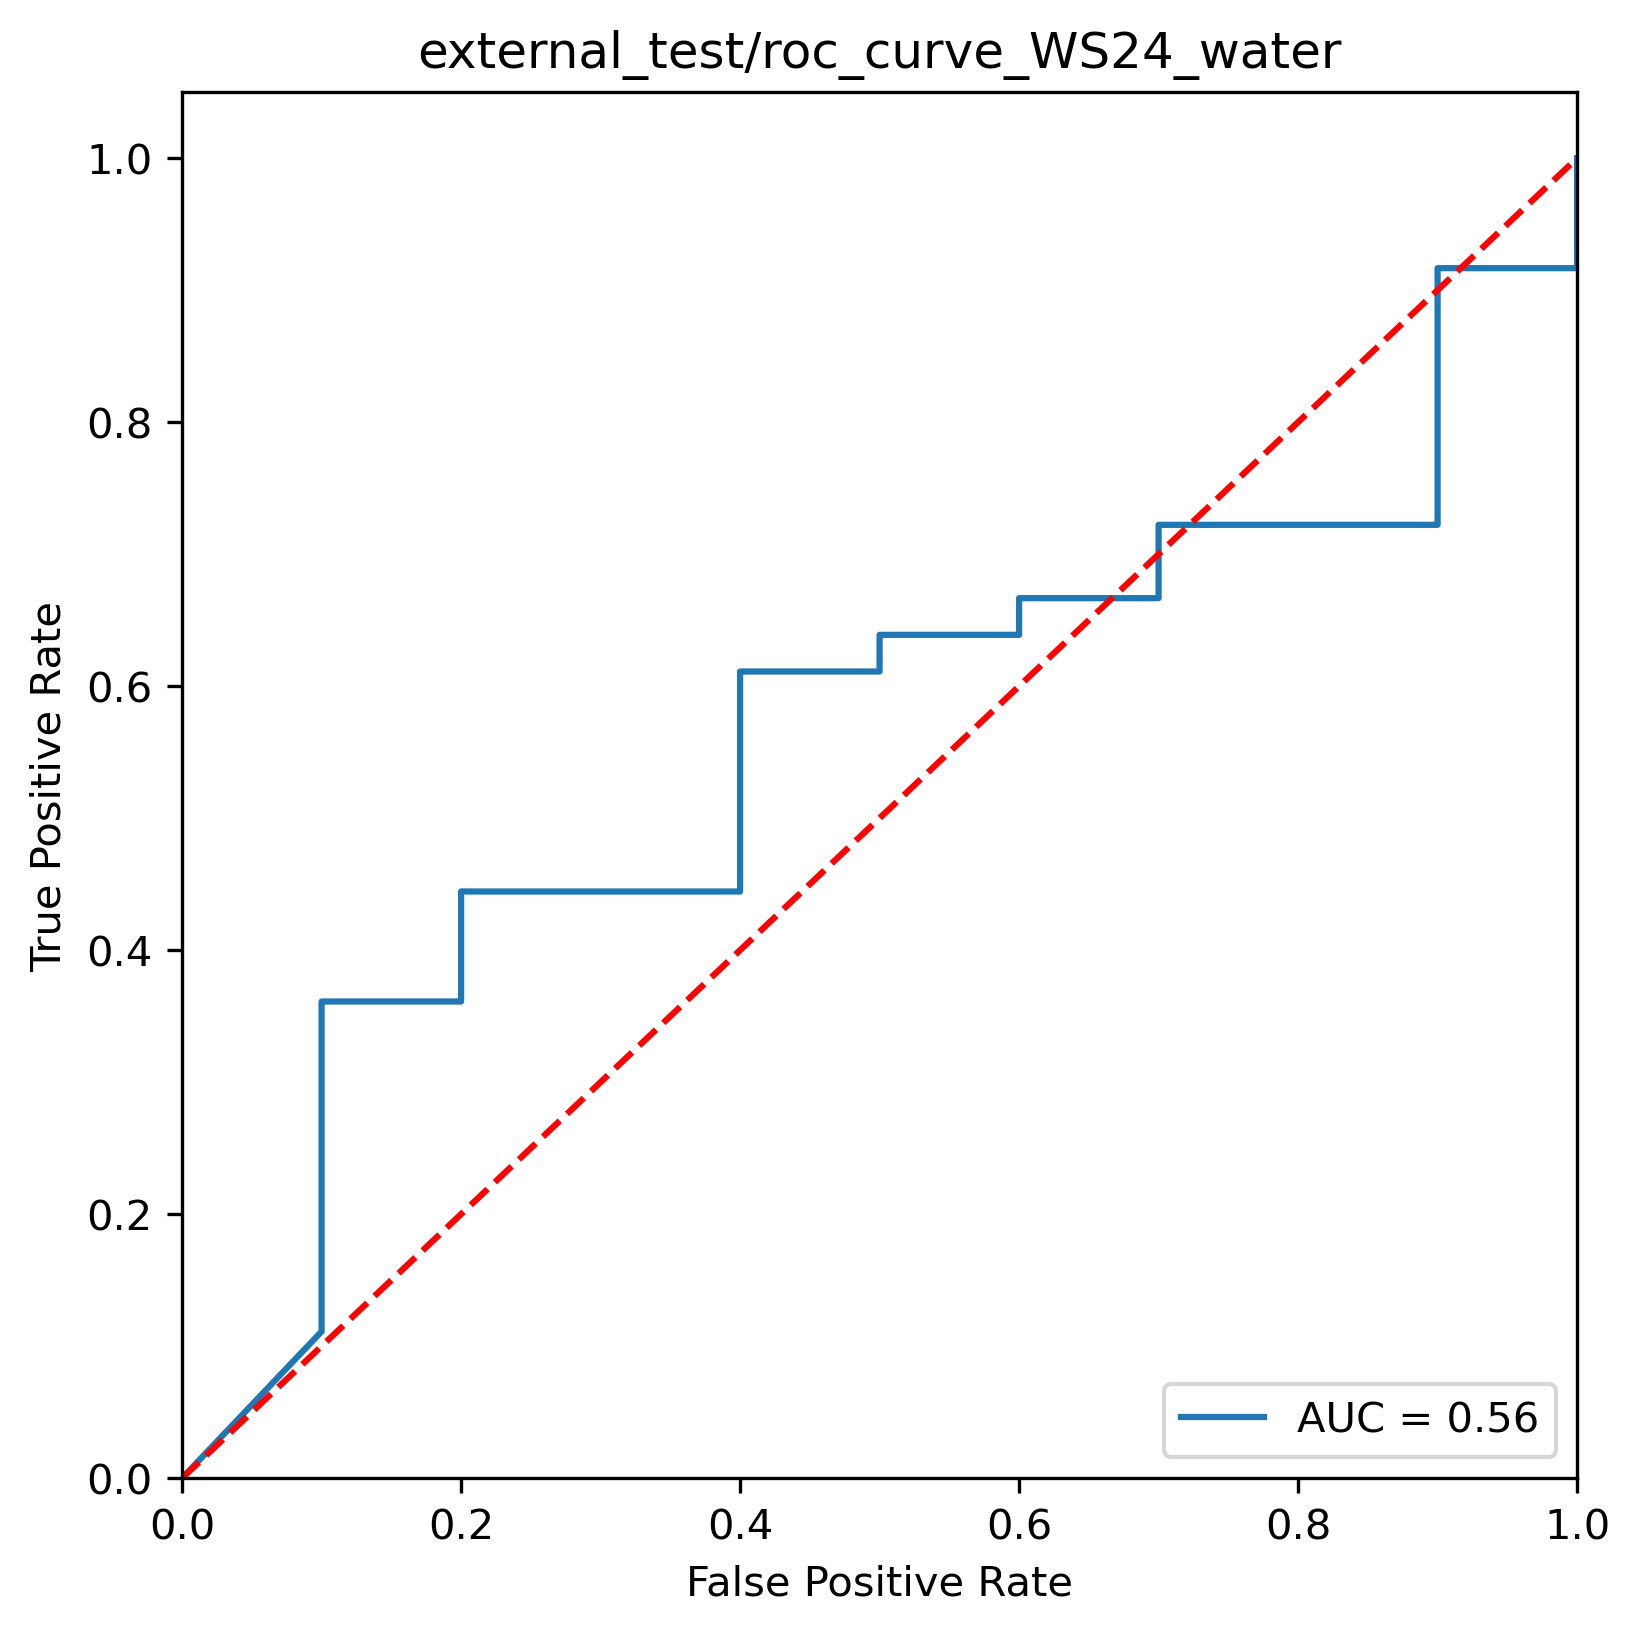 external_test/roc_curve_WS24_water
True Positive Rate
1.0
0.8
0.6
0.4
0.2
0.0
AUC = 0.56
0.0 0.2 0.4 0.6 0.8 1.0
False Positive Rate